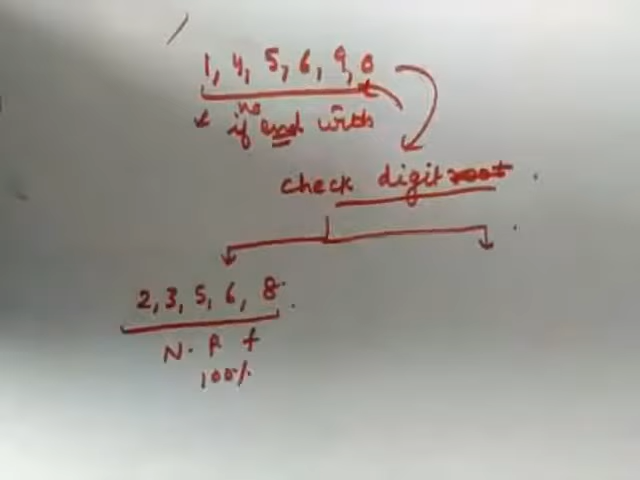 1, 4, 5, 6, 9, 0
no
if end with
check digit root .
2, 3, 5, 6, 8.
N. P f
100%